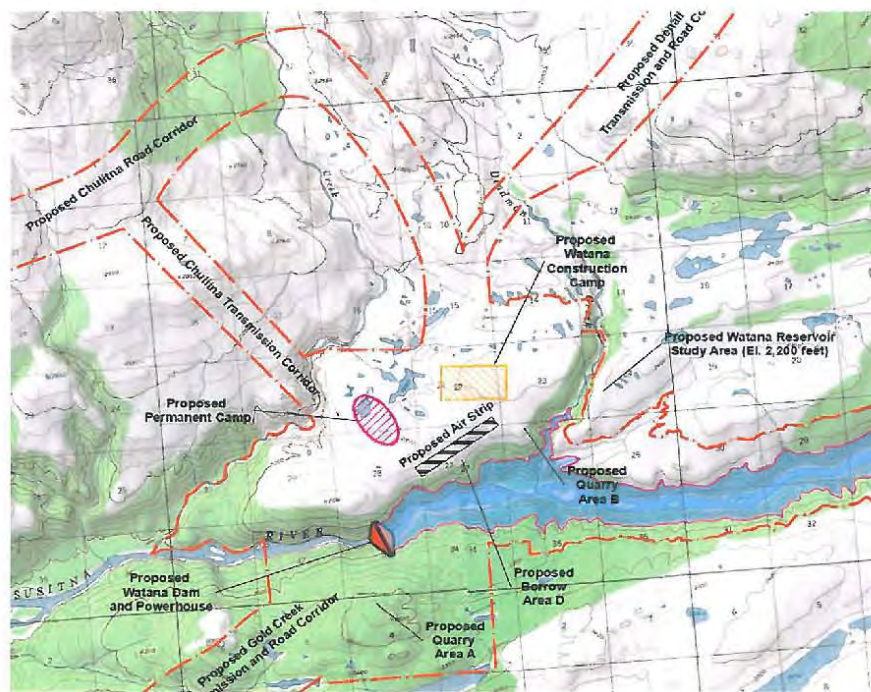 Proposed Denali
Transmission and Road Co
Proposed Chulitna Road Corridor
Creek
Deadman
Proposed Chulitna Transmission Corridor
Proposed
Watana
Construction
Camp
Proposed Watana Reservoir
Study Area (El. 2,200 feet)
Proposed
Permanent Camp
Proposed Air Strip
Proposed
Quarry
Area B
RIVER
SUSITNA
Proposed
Watana Dam
and Powerhouse
Proposed
Borrow
Area D
Proposed Gold Creek
mission and Road Corridor
Proposed
Quarry
Area A